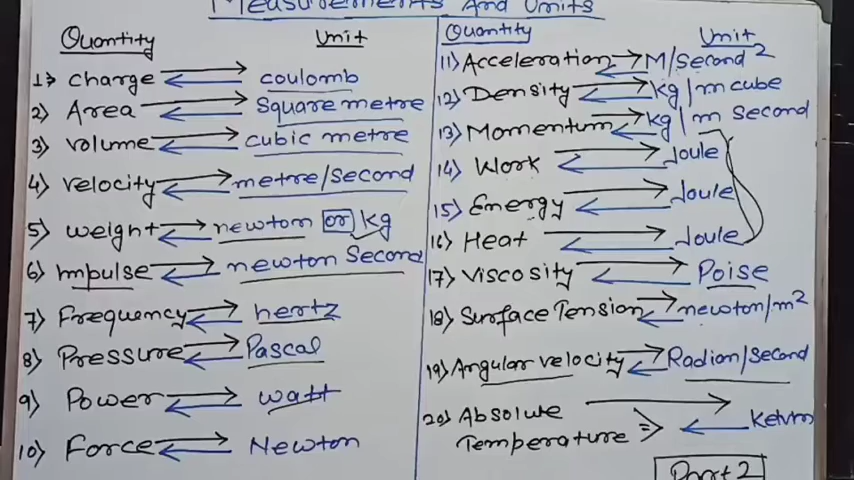 Measurements And Units
Quantity Unit
1) charge coulomb
2) Area Square metre
3) volume cubic metre
4) velocity metre/second
5) weight newton or kg
6) Impulse newton Second
7) Frequency hertz
8) Pressure Pascal
9) Power watt
10) Force Newton
Quantity Unit
11) Acceleration M/second 2
12) Density kg/m cube
13) Momentum kg/m second
14) Work Joule
15) Energy Joule
16) Heat Joule
17) Viscosity Poise
18) Surface Tension newton/m2
19) Angular velocity Radian/second
20) Absolute
Temperature Kelvin
Part 2